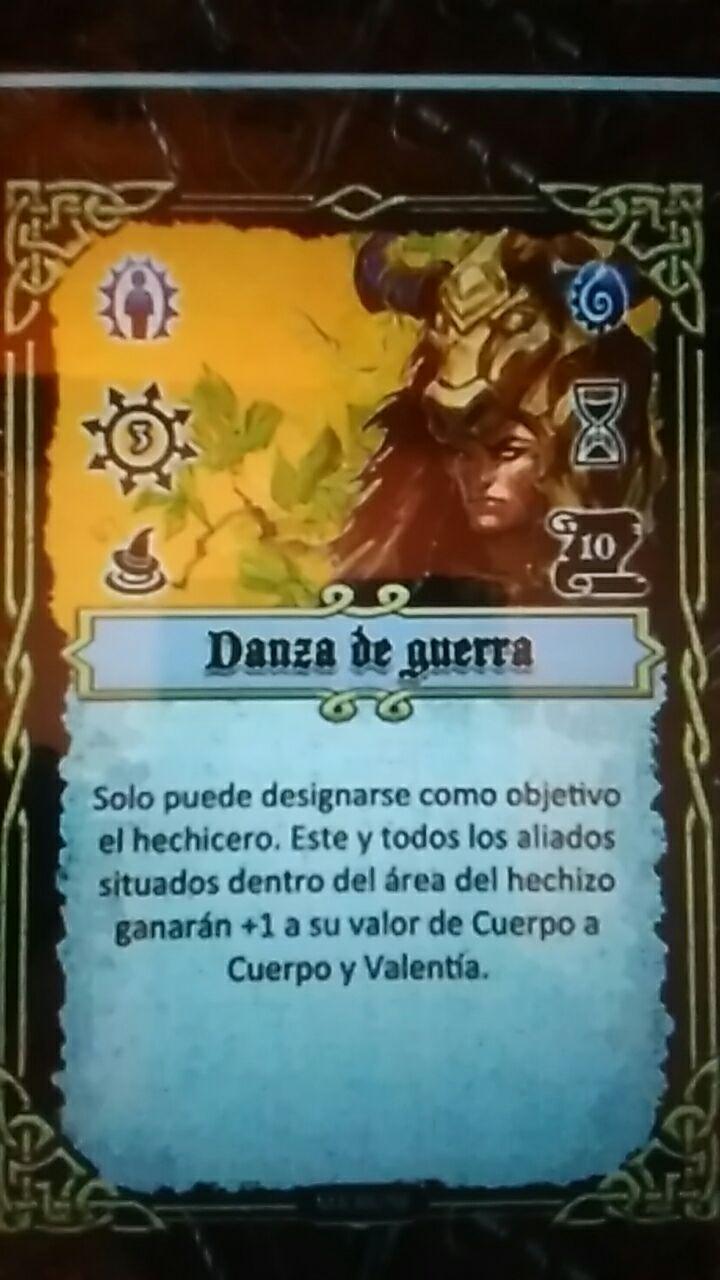 3
10
Danza de guerra
Solo puede designarse como objetivo
el hechicero. Este y todos los aliados
situados dentro del área del hechizo
ganarán +1 a su valor de Cuerpo a
Cuerpo y Valentía.